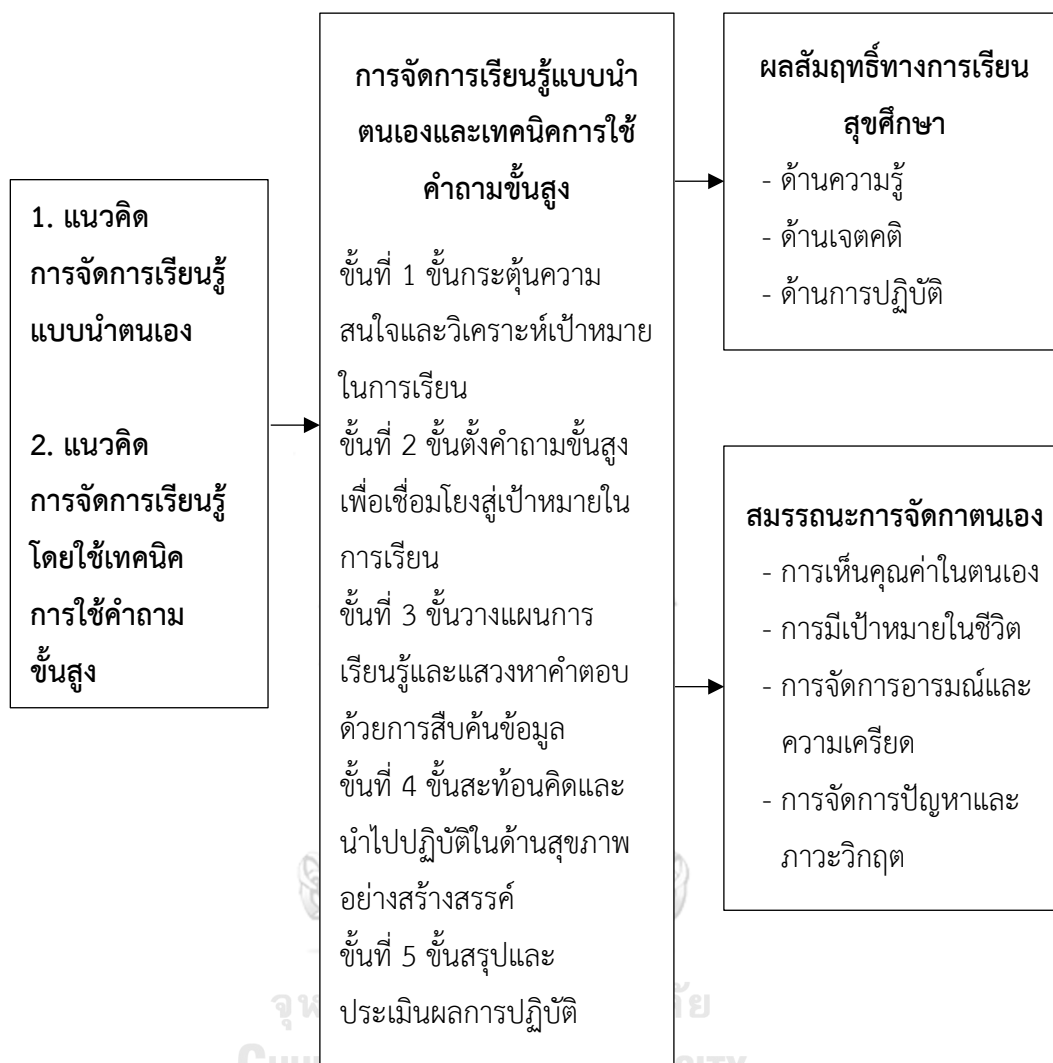 1. แนวคิด
การจัดการเรียนรู้
แบบนำตนเอง
2. แนวคิด
การจัดการเรียนรู้
โดยใช้เทคนิค
การใช้คำถาม
ขั้นสูง
การจัดการเรียนรู้แบบนำ
ตนเองและเทคนิคการใช้
คำถามขั้นสูง
ขั้นที่ 1 ขั้นกระตุ้นความ
สนใจและวิเคราะห์เป้าหมาย
ในการเรียน
ขั้นที่ 2 ขั้นตั้งคำถามขั้นสูง
เพื่อเชื่อมโยงสู่เป้าหมายใน
การเรียน
ขั้นที่ 3 ขั้นวางแผนการ
เรียนรู้และแสวงหาคำตอบ
ด้วยการสืบค้นข้อมูล
ขั้นที่ 4 ขั้นสะท้อนคิดและ
นำไปปฏิบัติในด้านสุขภาพ
อย่างสร้างสรรค์
ขั้นที่ 5 ขั้นสรุปและ
ประเมินผลการปฏิบัติ
ผลสัมฤทธิ์ทางการเรียน
สุขศึกษา
- ด้านความรู้
- ด้านเจตคติ
- ด้านการปฏิบัติ
สมรรถนะการจัดกาตนเอง
- การเห็นคุณค่าในตนเอง
- การมีเป้าหมายในชีวิต
- การจัดการอารมณ์และ
ความเครียด
- การจัดการปัญหาและ
ภาวะวิกฤต